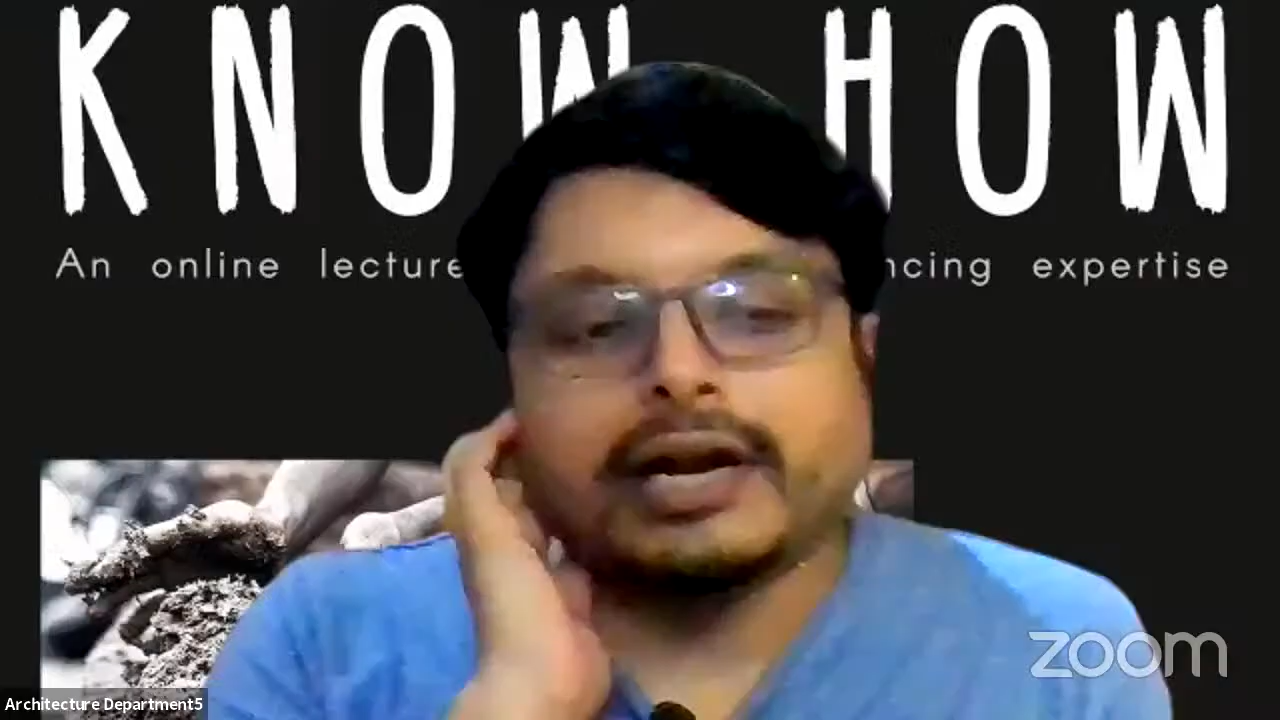 KNOW HOW
An online lecture ncing expertise
zoom
Architecture Department5